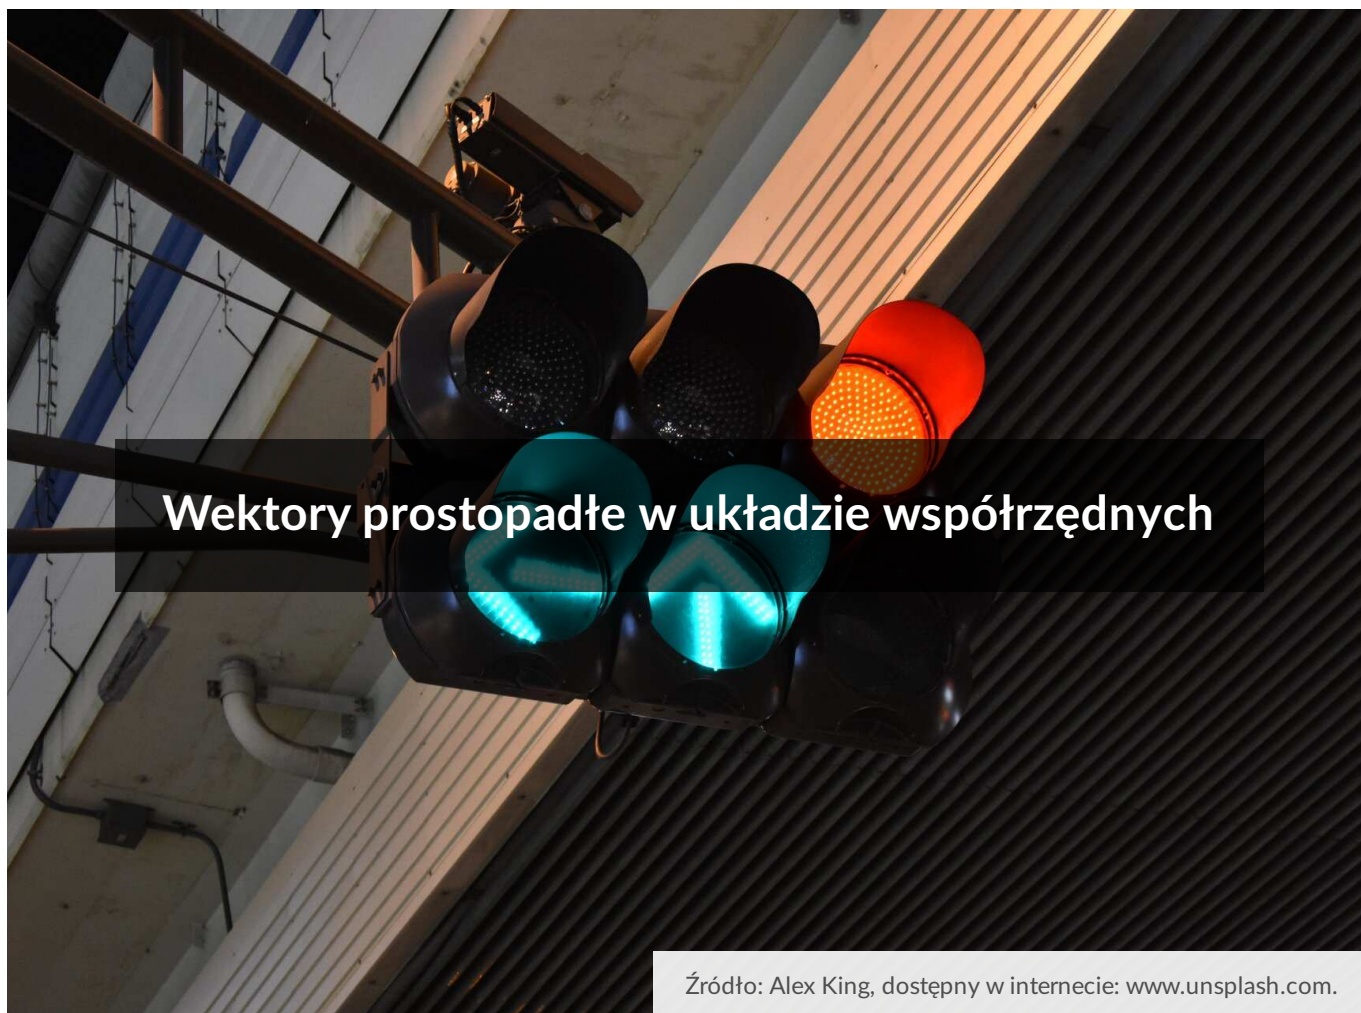 Wektory prostopadłe w układzie współrzędnych
Źródło: Alex King, dostępny w internecie: www.unsplash.com.